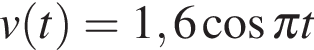 v(t) = 1,6 cos πt